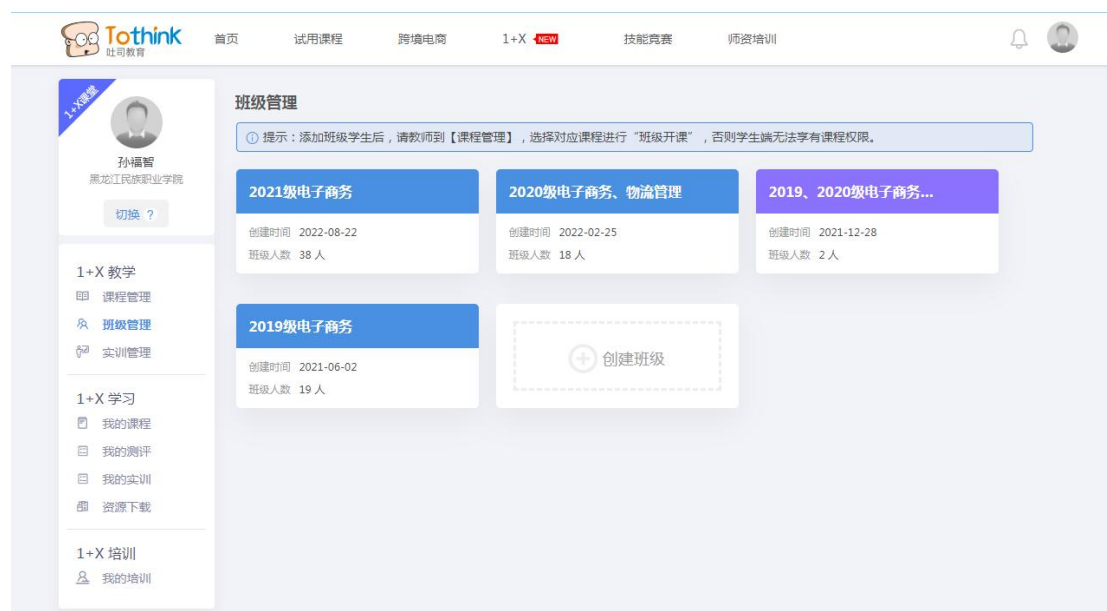 Tothink
吐司教育
首页 试用课程 跨境电商 1+X NEW 技能竞赛 师资培训
1+X课堂
孙福智
黑龙江民族职业学院
切换 ?
1+X 教学
课程管理
班级管理
实训管理
1+X 学习
我的课程
我的测评
我的实训
资源下载
1+X 培训
我的培训
班级管理
提示：添加班级学生后，请教师到【课程管理】，选择对应课程进行“班级开课”，否则学生端无法享有课程权限。
2021级电子商务
创建时间 2022-08-22
班级人数 38 人
2020级电子商务、物流管理
创建时间 2022-02-25
班级人数 18 人
2019、2020级电子商务...
创建时间 2021-12-28
班级人数 2 人
2019级电子商务
创建时间 2021-06-02
班级人数 19 人
创建班级